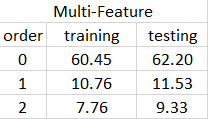 Multi-Feature
order training testing
0 60.45 62.20
1 10.76 11.53
2 7.76 9.33